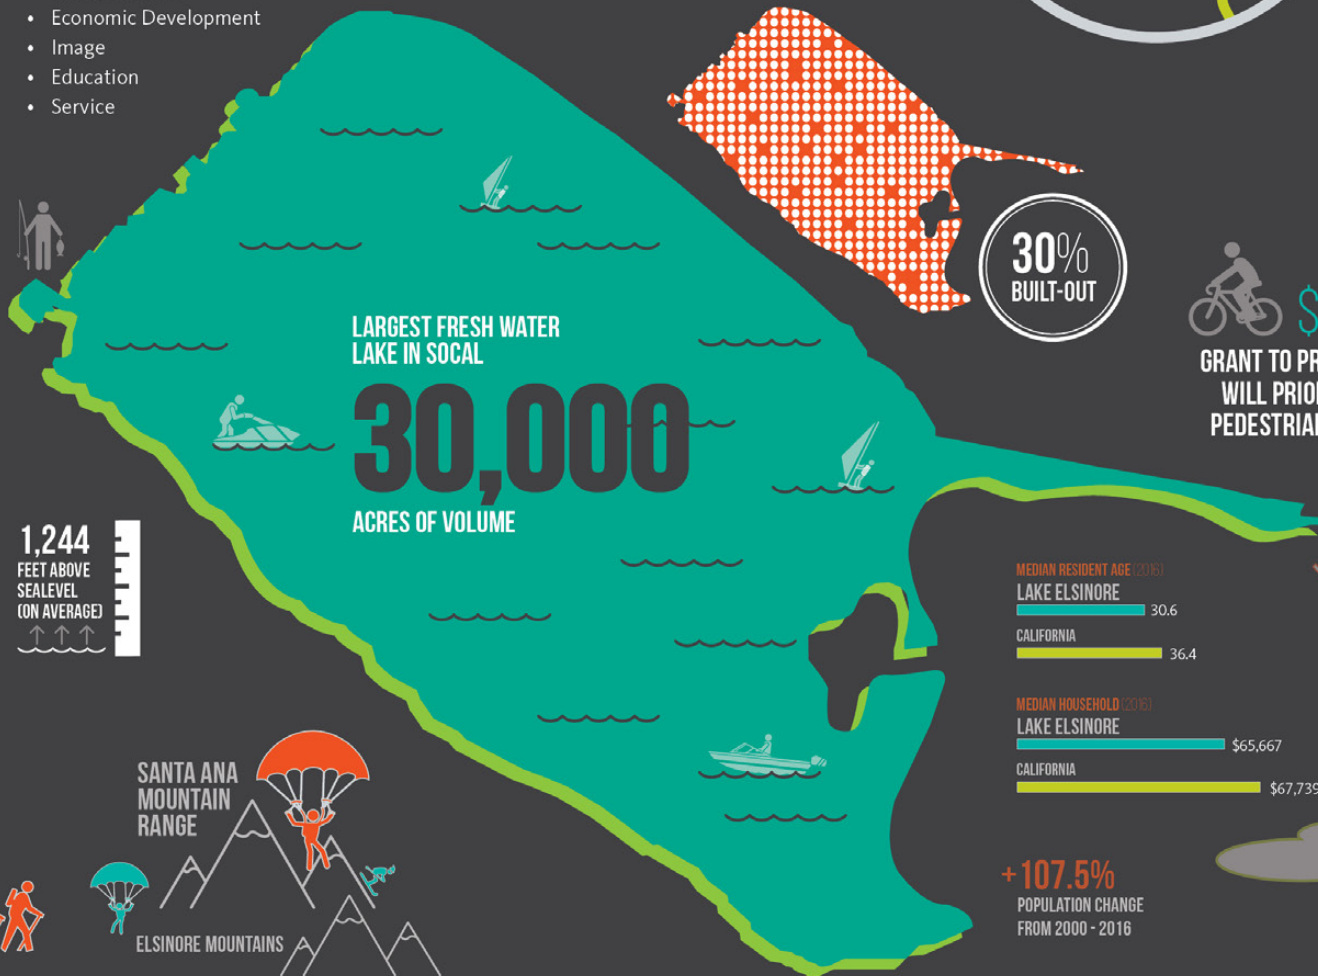 • Economic Development
• Image
• Education
• Service
30%
BUILT-OUT
LARGEST FRESH WATER
LAKE IN SOCAL
30,000
ACRES OF VOLUME
$
GRANT TO
WILL
1,244
FEET ABOVE
SEALEVEL
(ON AVERAGE)
MEDIAN RESIDENT AGE (2016)
LAKE ELSINORE
30.6
CALIFORNIA
36.4
MEDIAN HOUSEHOLD (2016)
LAKE ELSINORE
$65,667
CALIFORNIA
$67,739
SANTA ANA
MOUNTAIN
RANGE
ELSINORE MOUNTAINS
+107.5%
POPULATION CHANGE
FROM 2000 - 2016